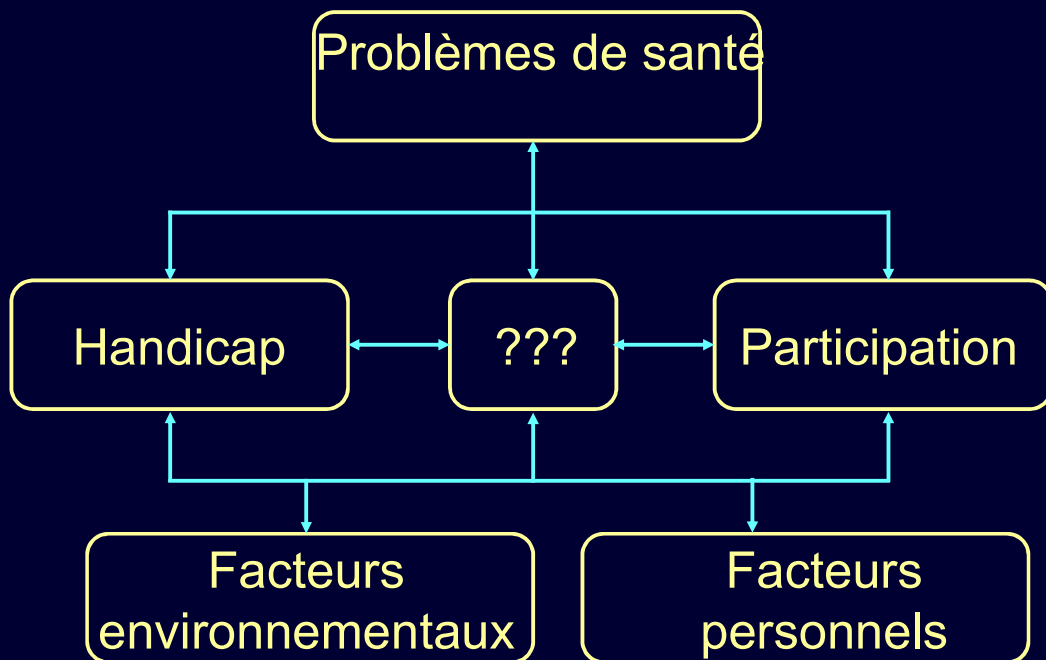 Problèmes de santé
Handicap
???
Participation
Facteurs
environnementaux
Facteurs
personnels